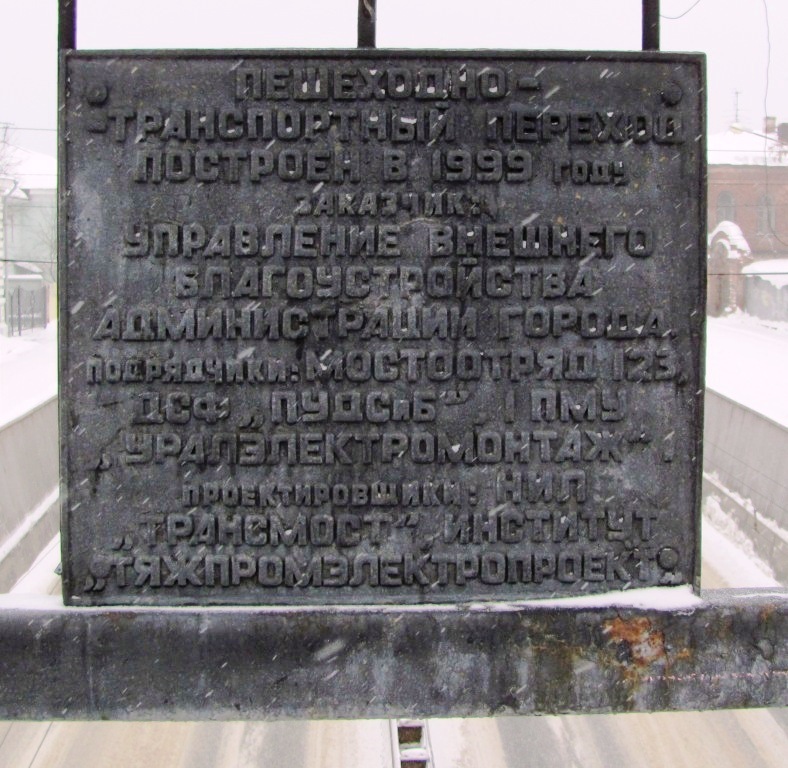 ПЕШЕХОДНО-
-ТРАНСПОРТНЫЙ ПЕРЕХОД
ПОСТРОЕН В 1999 году
ЗАКАЗЧИК:
УПРАВЛЕНИЕ ВНЕШНЕГО
БЛАГОУСТРОЙСТВА
АДМИНИСТРАЦИИ ГОРОДА.
ПОДРЯДЧИКИ: МОСТООТРЯД 123,
ДСФ „ПУДСиБ“, 1 ПМУ
„УРАЛЭЛЕКТРОМОНТАЖ“.
ПРОЕКТИРОВЩИКИ: НИЛ
„ТРАНСМОСТ“, ИНСТИТУТ
„ТЯЖПРОМЭЛЕКТРОПРОЕКТ“.